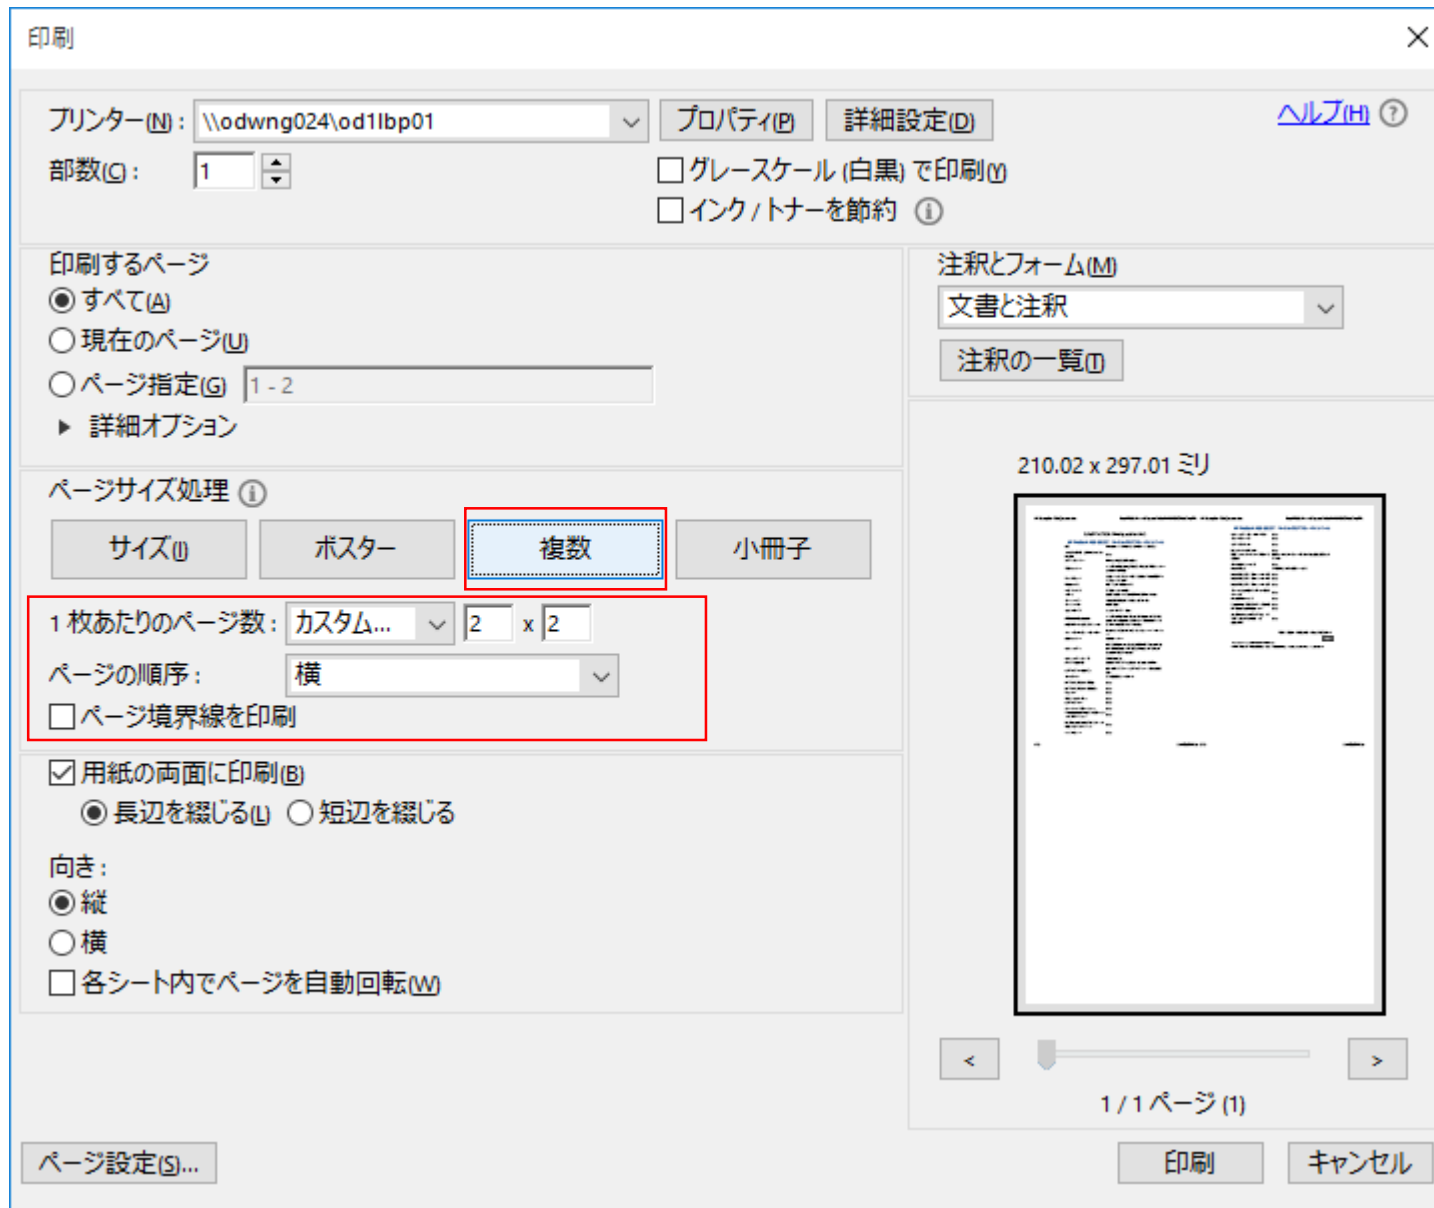 印刷
プリンター(N) : \\odwng024\od1lbp01 プロパティ(P) 詳細設定(D) ヘルプ(H)
部数(C) : 1 グレースケール (白黒) で印刷(Y)
インク / トナーを節約
印刷するページ
すべて(A)
現在のページ(U)
ページ指定(G) 1 - 2
詳細オプション
注釈とフォーム(M)
文書と注釈
注釈の一覧(T)
ページサイズ処理
サイズ(I) ポスター 複数 小冊子
1 枚あたりのページ数 : カスタム... 2 x 2
ページの順序 : 横
ページ境界線を印刷
用紙の両面に印刷(B)
長辺を綴じる(L) 短辺を綴じる
向き :
縦
横
各シート内でページを自動回転(W)
210.02 x 297.01 ミリ
< >
1 / 1 ページ (1)
ページ設定(S)... 印刷 キャンセル